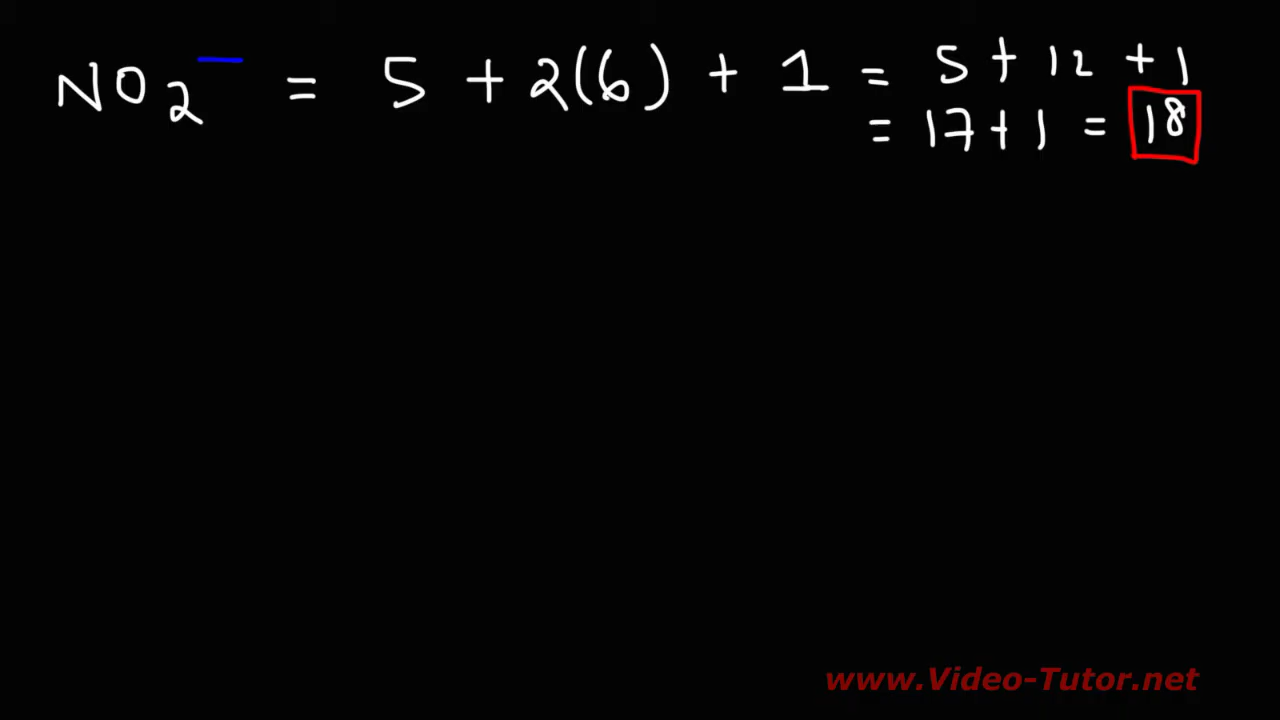 NO₂⁻ = 5 + 2(6) + 1 = 5 + 12 + 1
= 17 + 1 = 18
www.Video-Tutor.net